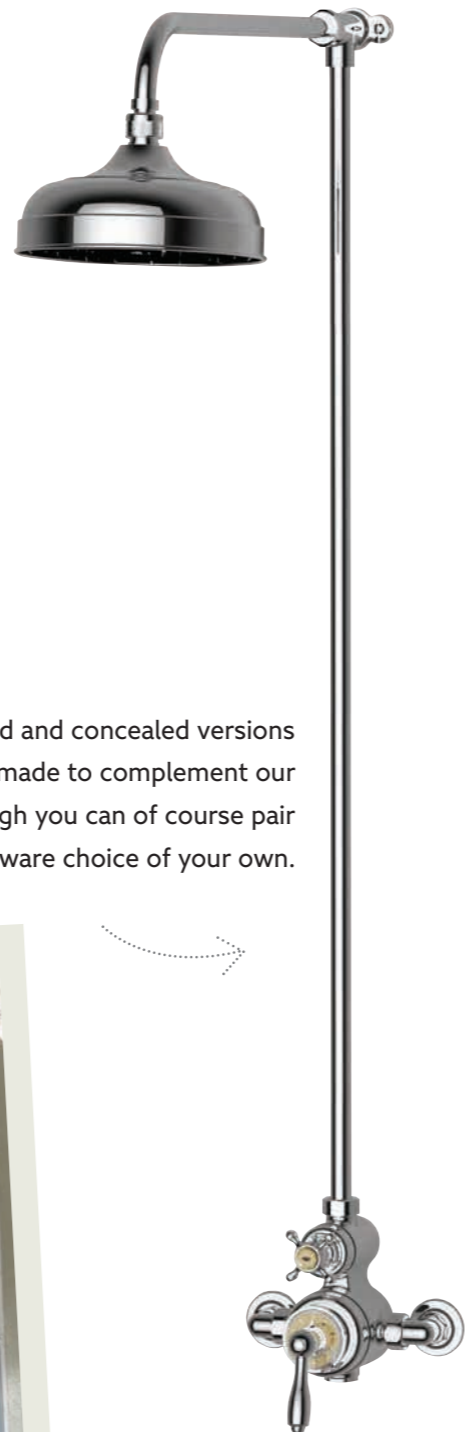 d and concealed versions
made to complement our
gh you can of course pair
ware choice of your own.